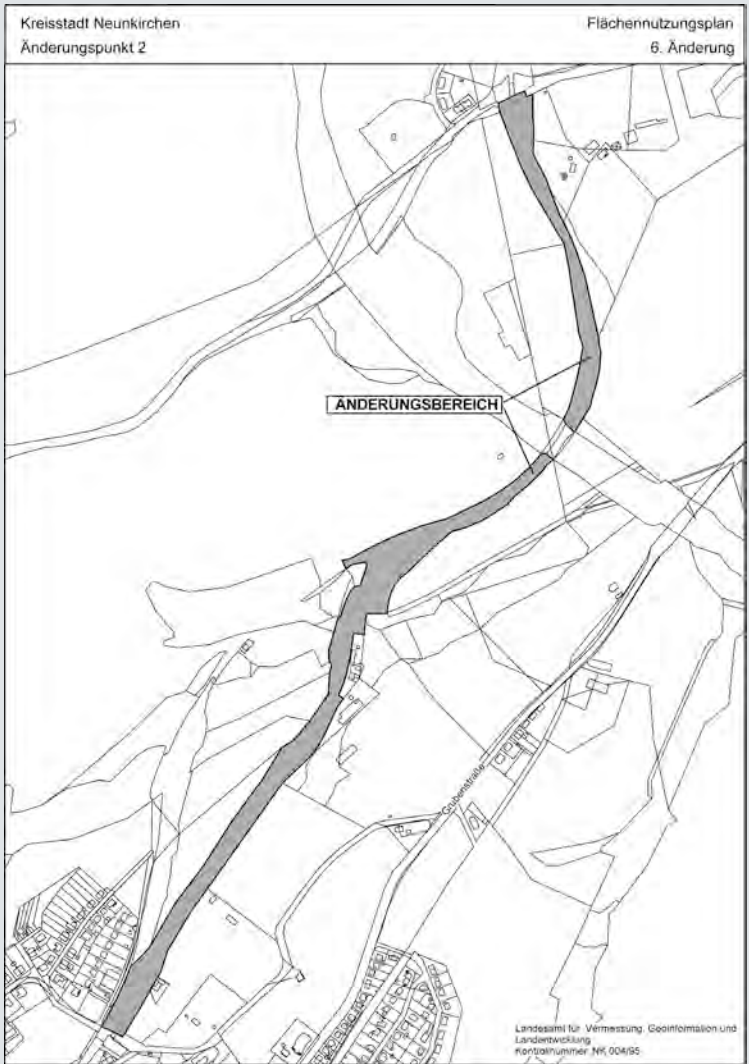 Kreisstadt Neunkirchen
Änderungspunkt 2
Flächennutzungsplan
6. Änderung
ÄNDERUNGSBEREICH
Grubenstraße
Landesamt für Vermessung, Geoinformation und
Landentwicklung
Kontrollnummer NK 004/95